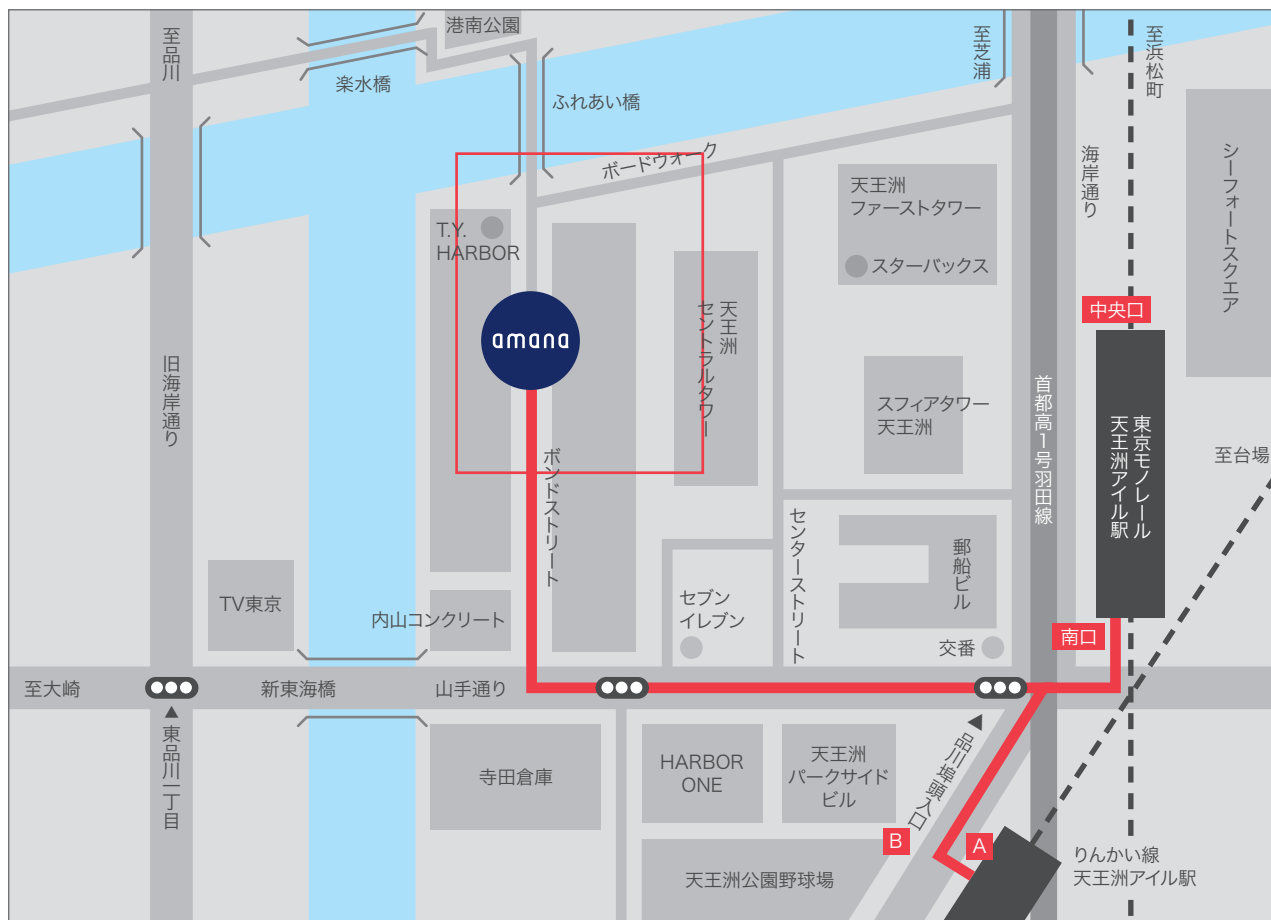 港南公園
至品川
楽水橋
ふれあい橋
至芝浦
至浜松町
ボードウォーク
海岸通り
シーフォートスクエア
天王洲
ファーストタワー
スターバックス
T.Y.
HARBOR
天王洲
セントラルタワー
amana
中央口
旧海岸通り
ボンドストリート
スフィアタワー
天王洲
首都高1号羽田線
東京モノレール
天王洲アイル駅
至台場
センターストリート
郵船ビル
TV東京
内山コンクリート
セブン
イレブン
交番
南口
至大崎
新東海橋
山手通り
▲東品川一丁目
▲品川埠頭入口
寺田倉庫
HARBOR
ONE
天王洲
パークサイド
ビル
B
A
天王洲公園野球場
りんかい線
天王洲アイル駅